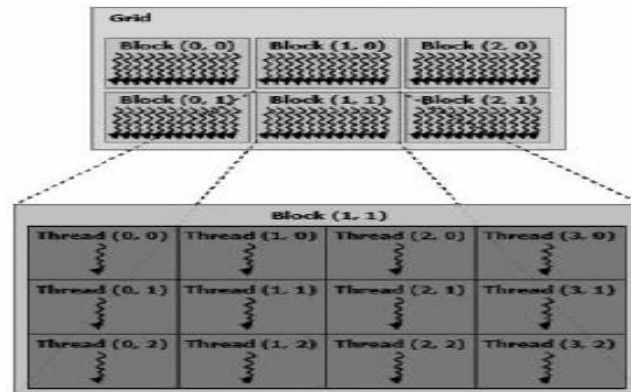 Grid
Block (0, 0) Block (1, 0) Block (2, 0)
Block (0, 1) Block (1, 1) Block (2, 1)
Block (1, 1)
Thread (0, 0) Thread (1, 0) Thread (2, 0) Thread (3, 0)
Thread (0, 1) Thread (1, 1) Thread (2, 1) Thread (3, 1)
Thread (0, 2) Thread (1, 2) Thread (2, 2) Thread (3, 2)